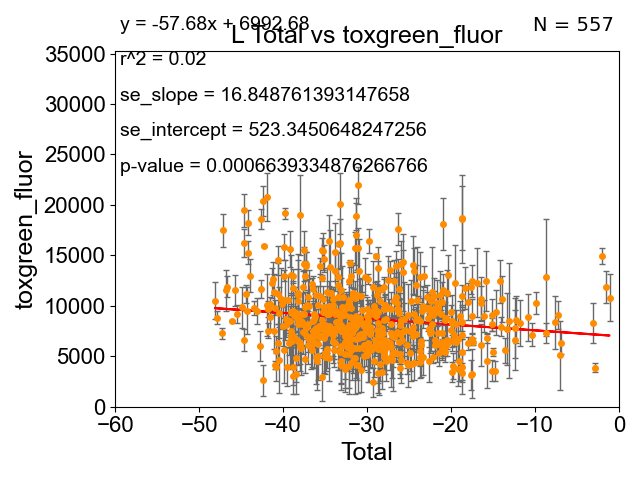 y = -57.68x + 6992.68
N = 557
L Total vs toxgreen_fluor
r^2 = 0.02
se_slope = 16.848761393147658
se_intercept = 523.3450648247256
p-value = 0.0006639334876266766
toxgreen_fluor
35000
30000
25000
20000
15000
10000
5000
0
−60
−50
−40
−30
−20
−10
0
Total